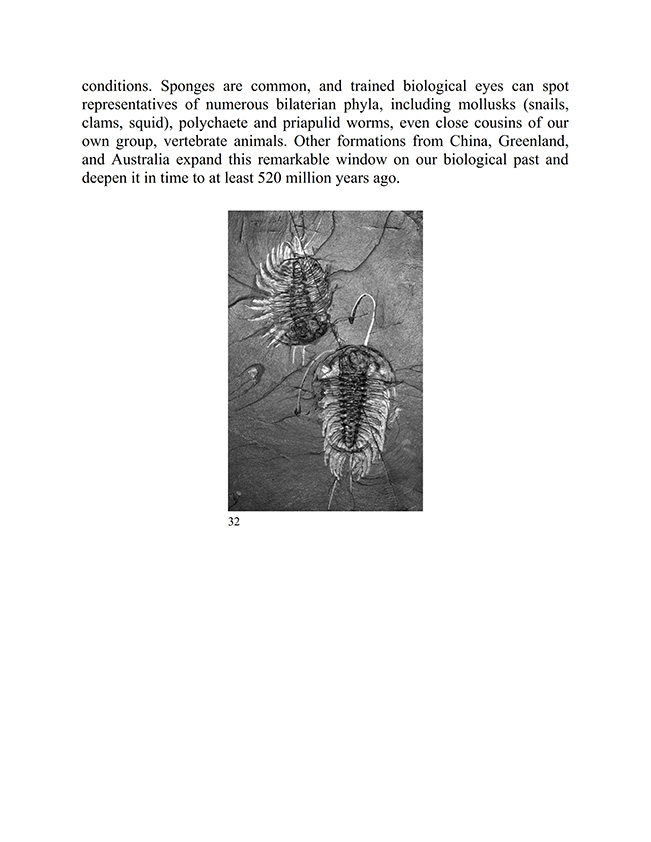 conditions. Sponges are common, and trained biological eyes can spot
representatives of numerous bilaterian phyla, including mollusks (snails,
clams, squid), polychaete and priapulid worms, even close cousins of our
own group, vertebrate animals. Other formations from China, Greenland,
and Australia expand this remarkable window on our biological past and
deepen it in time to at least 520 million years ago.
32